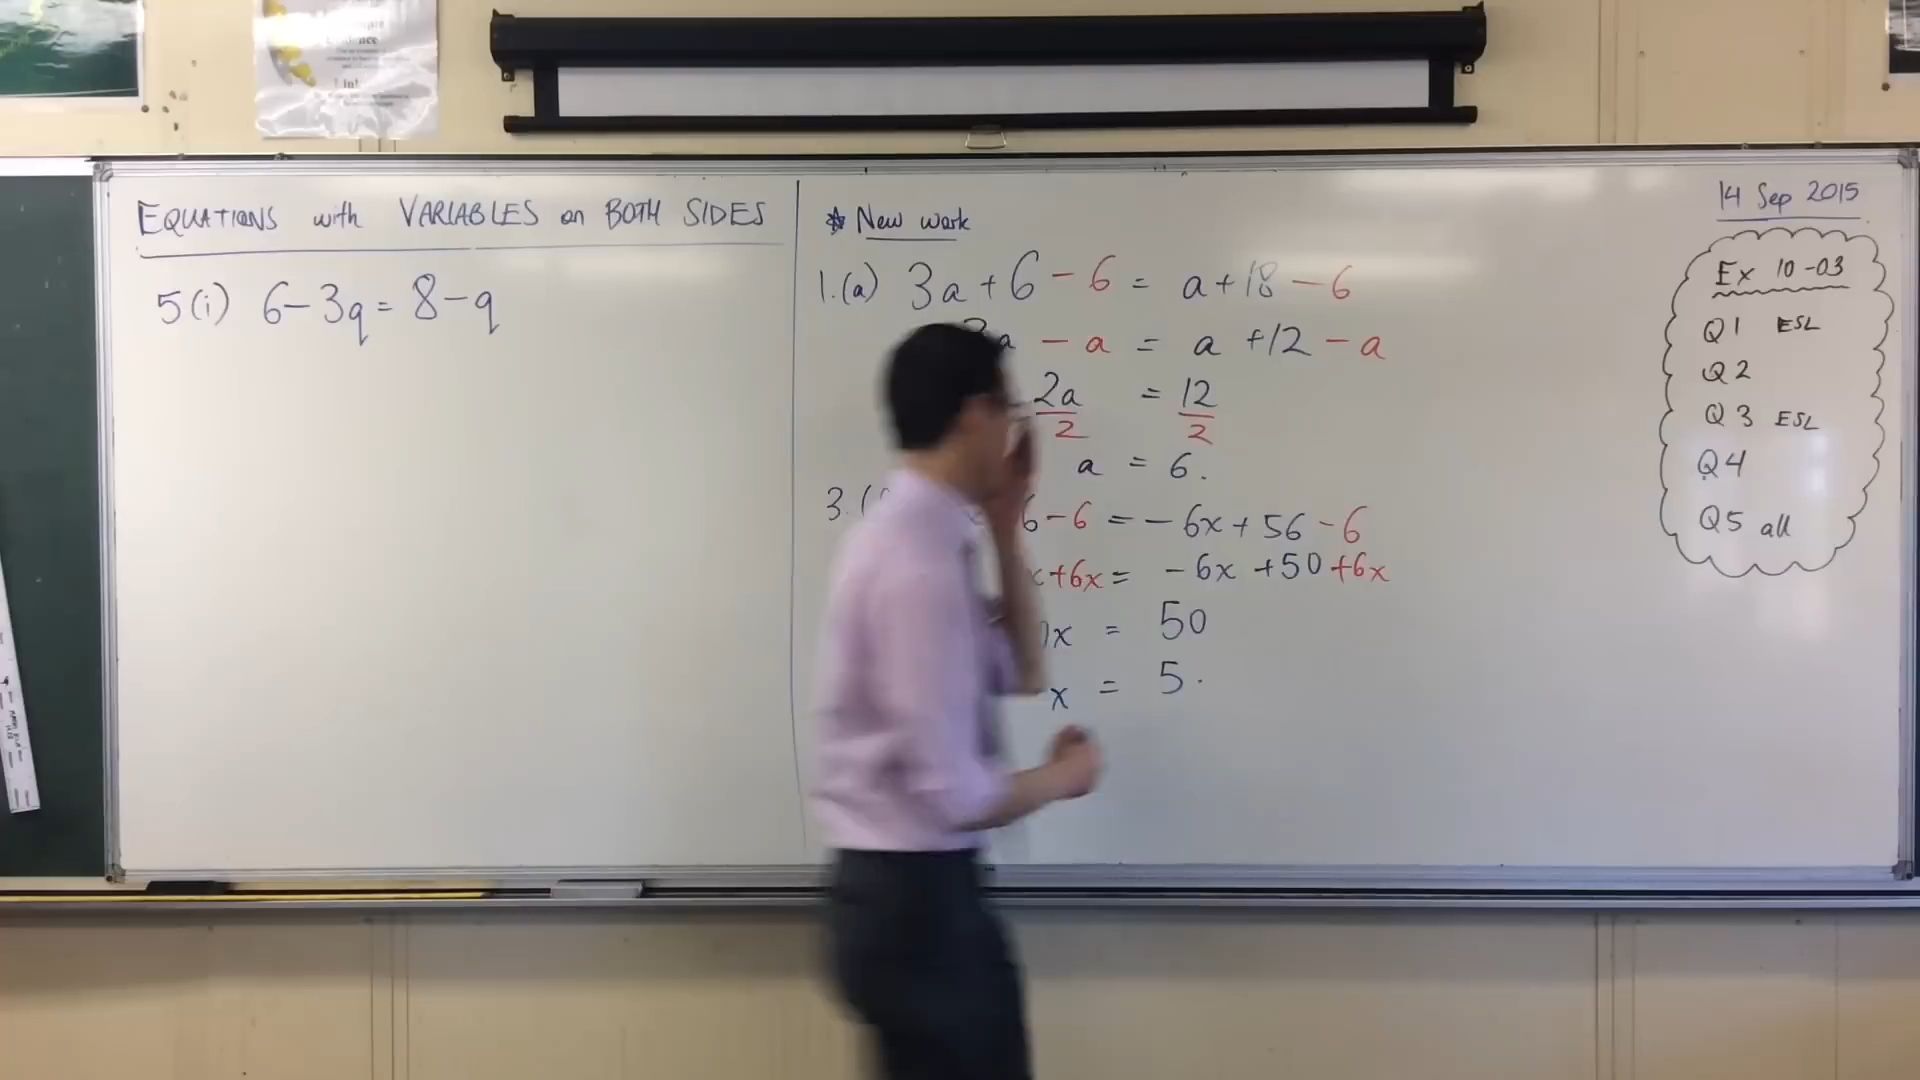 EQUATIONS with VARIABLES on BOTH SIDES
5(i) 6-3q = 8-q
* New work
1.(a) 3a+6-6 = a+18-6
a - a = a +12 - a
2a = 12
2 2
a = 6.
3.(
6-6 = -6x+56-6
+6x = -6x +50+6x
x = 50
x = 5.
14 Sep 2015
Ex 10-03
Q1 ESL
Q2
Q3 ESL
Q4
Q5 all